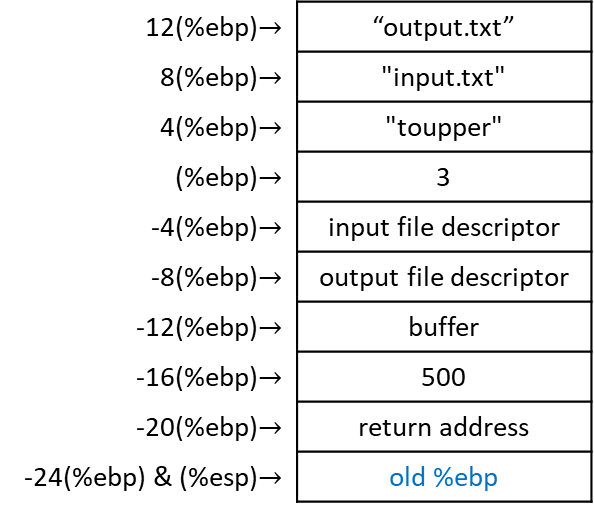 12(%ebp)→ “output.txt”
8(%ebp)→ "input.txt"
4(%ebp)→ "toupper"
(%ebp)→ 3
-4(%ebp)→ input file descriptor
-8(%ebp)→ output file descriptor
-12(%ebp)→ buffer
-16(%ebp)→ 500
-20(%ebp)→ return address
-24(%ebp) & (%esp)→ old %ebp